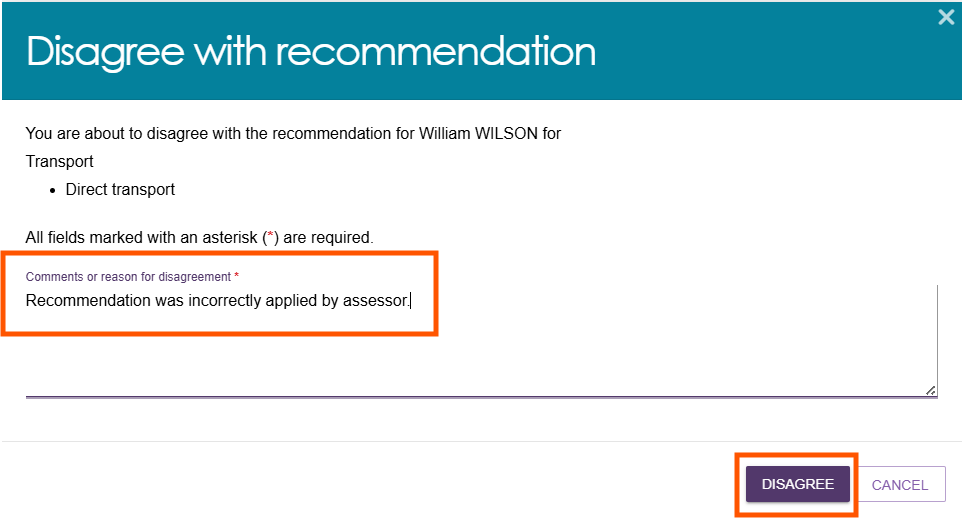 Disagree with recommendation
You are about to disagree with the recommendation for William WILSON for
Transport
• Direct transport
All fields marked with an asterisk (*) are required.
Comments or reason for disagreement *
Recommendation was incorrectly applied by assessor.
DISAGREE
CANCEL